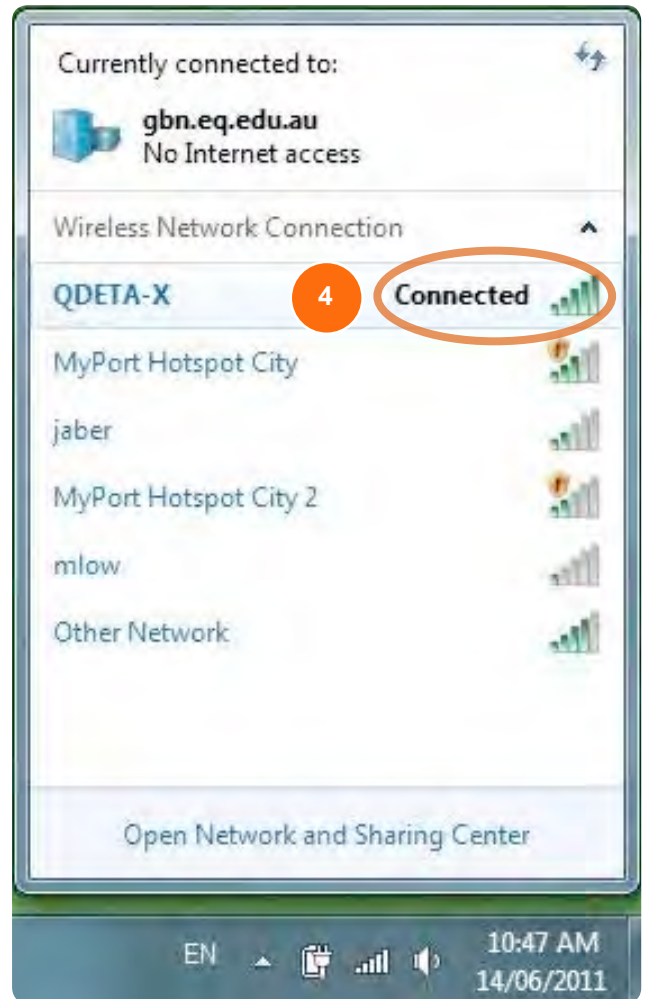 Currently connected to:
gbn.eq.edu.au
No Internet access
Wireless Network Connection
QDETA-X 4 Connected
MyPort Hotspot City
jaber
MyPort Hotspot City 2
mlow
Other Network
Open Network and Sharing Center
EN 10:47 AM
14/06/2011